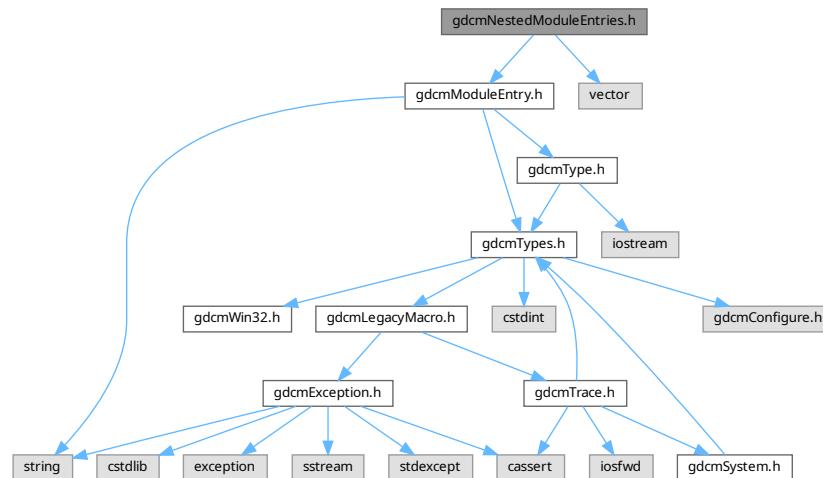 gdcmNestedModuleEntries.h
gdcmModuleEntry.h
vector
gdcmType.h
gdcmTypes.h
iostream
gdcmWin32.h
gdcmLegacyMacro.h
cstdint
gdcmConfigure.h
gdcmException.h
gdcmTrace.h
string
cstdlib
exception
sstream
stdexcept
cassert
iosfwd
gdcmSystem.h